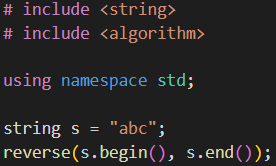 # include <string>
# include <algorithm>
using namespace std;
string s = "abc";
reverse(s.begin(), s.end());